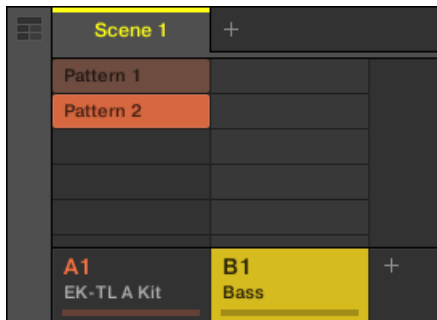 Scene 1 +
Pattern 1
Pattern 2
A1 B1 +
EK-TL A Kit Bass